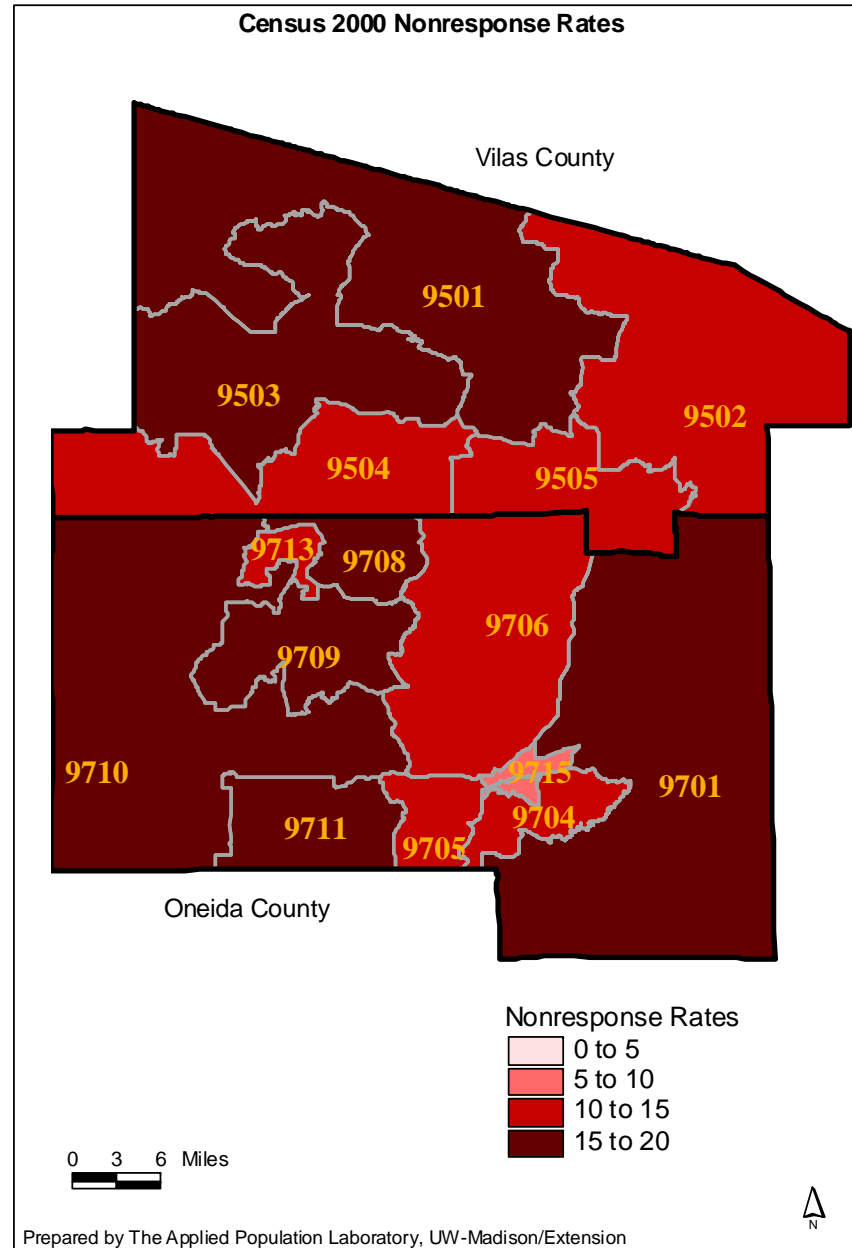 Census 2000 Nonresponse Rates
Vilas County
9501
9503
9502
9504
9505
9713
9708
9706
9709
9710
9715
9701
9704
9711
9705
Oneida County
Nonresponse Rates
0 to 5
5 to 10
10 to 15
15 to 20
0 3 6 Miles
N
Prepared by The Applied Population Laboratory, UW-Madison/Extension